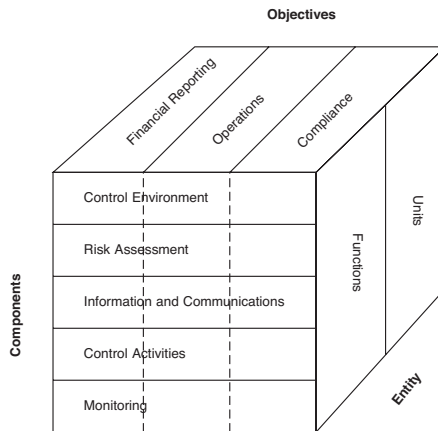 Objectives
Financial Reporting
Operations
Compliance
Control Environment
Risk Assessment
Information and Communications
Control Activities
Monitoring
Components
Functions
Units
Entity